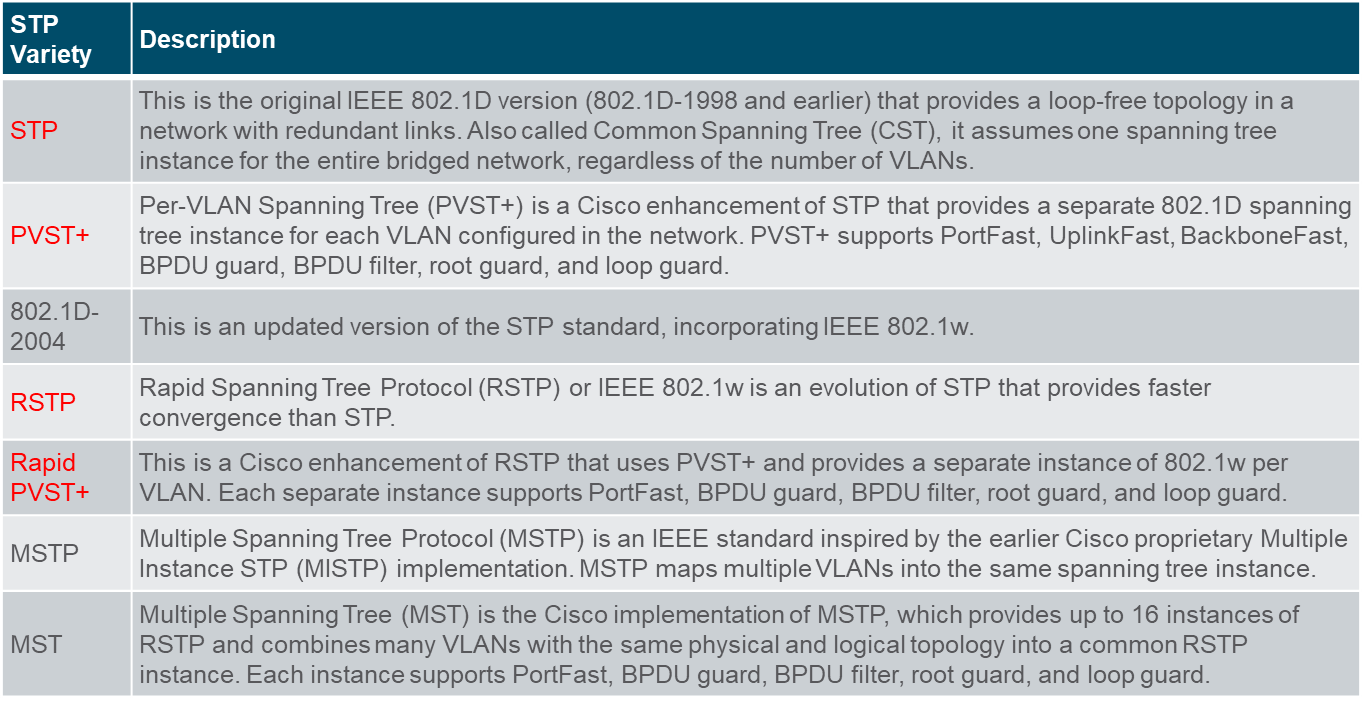 STP
Variety
Description
STP
This is the original IEEE 802.1D version (802.1D-1998 and earlier) that provides a loop-free topology in a
network with redundant links. Also called Common Spanning Tree (CST), it assumes one spanning tree
instance for the entire bridged network, regardless of the number of VLANs.
PVST+
Per-VLAN Spanning Tree (PVST+) is a Cisco enhancement of STP that provides a separate 802.1D spanning
tree instance for each VLAN configured in the network. PVST+ supports PortFast, UplinkFast, BackboneFast,
BPDU guard, BPDU filter, root guard, and loop guard.
802.1D-
2004
This is an updated version of the STP standard, incorporating IEEE 802.1w.
RSTP
Rapid Spanning Tree Protocol (RSTP) or IEEE 802.1w is an evolution of STP that provides faster
convergence than STP.
Rapid
PVST+
This is a Cisco enhancement of RSTP that uses PVST+ and provides a separate instance of 802.1w per
VLAN. Each separate instance supports PortFast, BPDU guard, BPDU filter, root guard, and loop guard.
MSTP
Multiple Spanning Tree Protocol (MSTP) is an IEEE standard inspired by the earlier Cisco proprietary Multiple
Instance STP (MISTP) implementation. MSTP maps multiple VLANs into the same spanning tree instance.
MST
Multiple Spanning Tree (MST) is the Cisco implementation of MSTP, which provides up to 16 instances of
RSTP and combines many VLANs with the same physical and logical topology into a common RSTP
instance. Each instance supports PortFast, BPDU guard, BPDU filter, root guard, and loop guard.